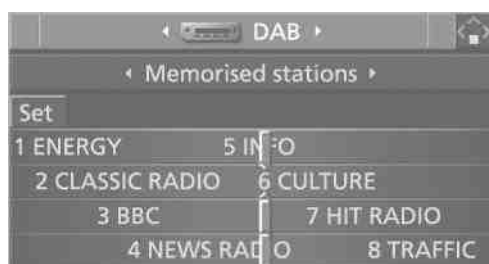 DAB
Memorised stations
Set
1 ENERGY 5 INFO
2 CLASSIC RADIO 6 CULTURE
3 BBC 7 HIT RADIO
4 NEWS RADIO 8 TRAFFIC